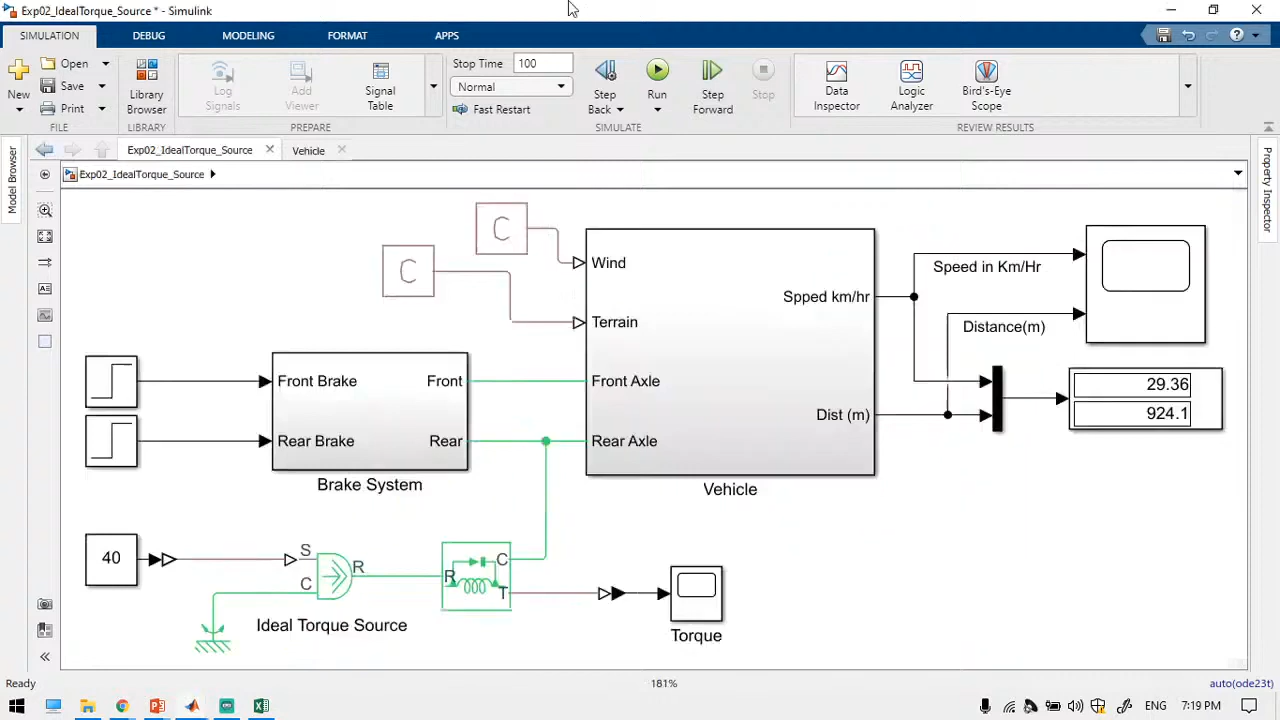 Exp02_IdealTorque_Source * - Simulink
SIMULATION DEBUG MODELING FORMAT APPS
New
Open
Save
Print
FILE
Library Browser
LIBRARY
Log Signals
Add Viewer
Signal Table
PREPARE
Stop Time 100
Normal
Fast Restart
Step Back
Run
Step Forward
Stop
SIMULATE
Data Inspector
Logic Analyzer
Bird's-Eye Scope
REVIEW RESULTS
Model Browser
Exp02_IdealTorque_Source
Vehicle
Property Inspector
Exp02_IdealTorque_Source
C
C
Wind
Terrain
Front Axle
Rear Axle
Spped km/hr
Dist (m)
Vehicle
Speed in Km/Hr
Distance(m)
29.36
924.1
Front Brake
Rear Brake
Front
Rear
Brake System
40
S
C
R
Ideal Torque Source
R
C
T
Torque
Ready
181%
auto(ode23t)
ENG
7:19 PM